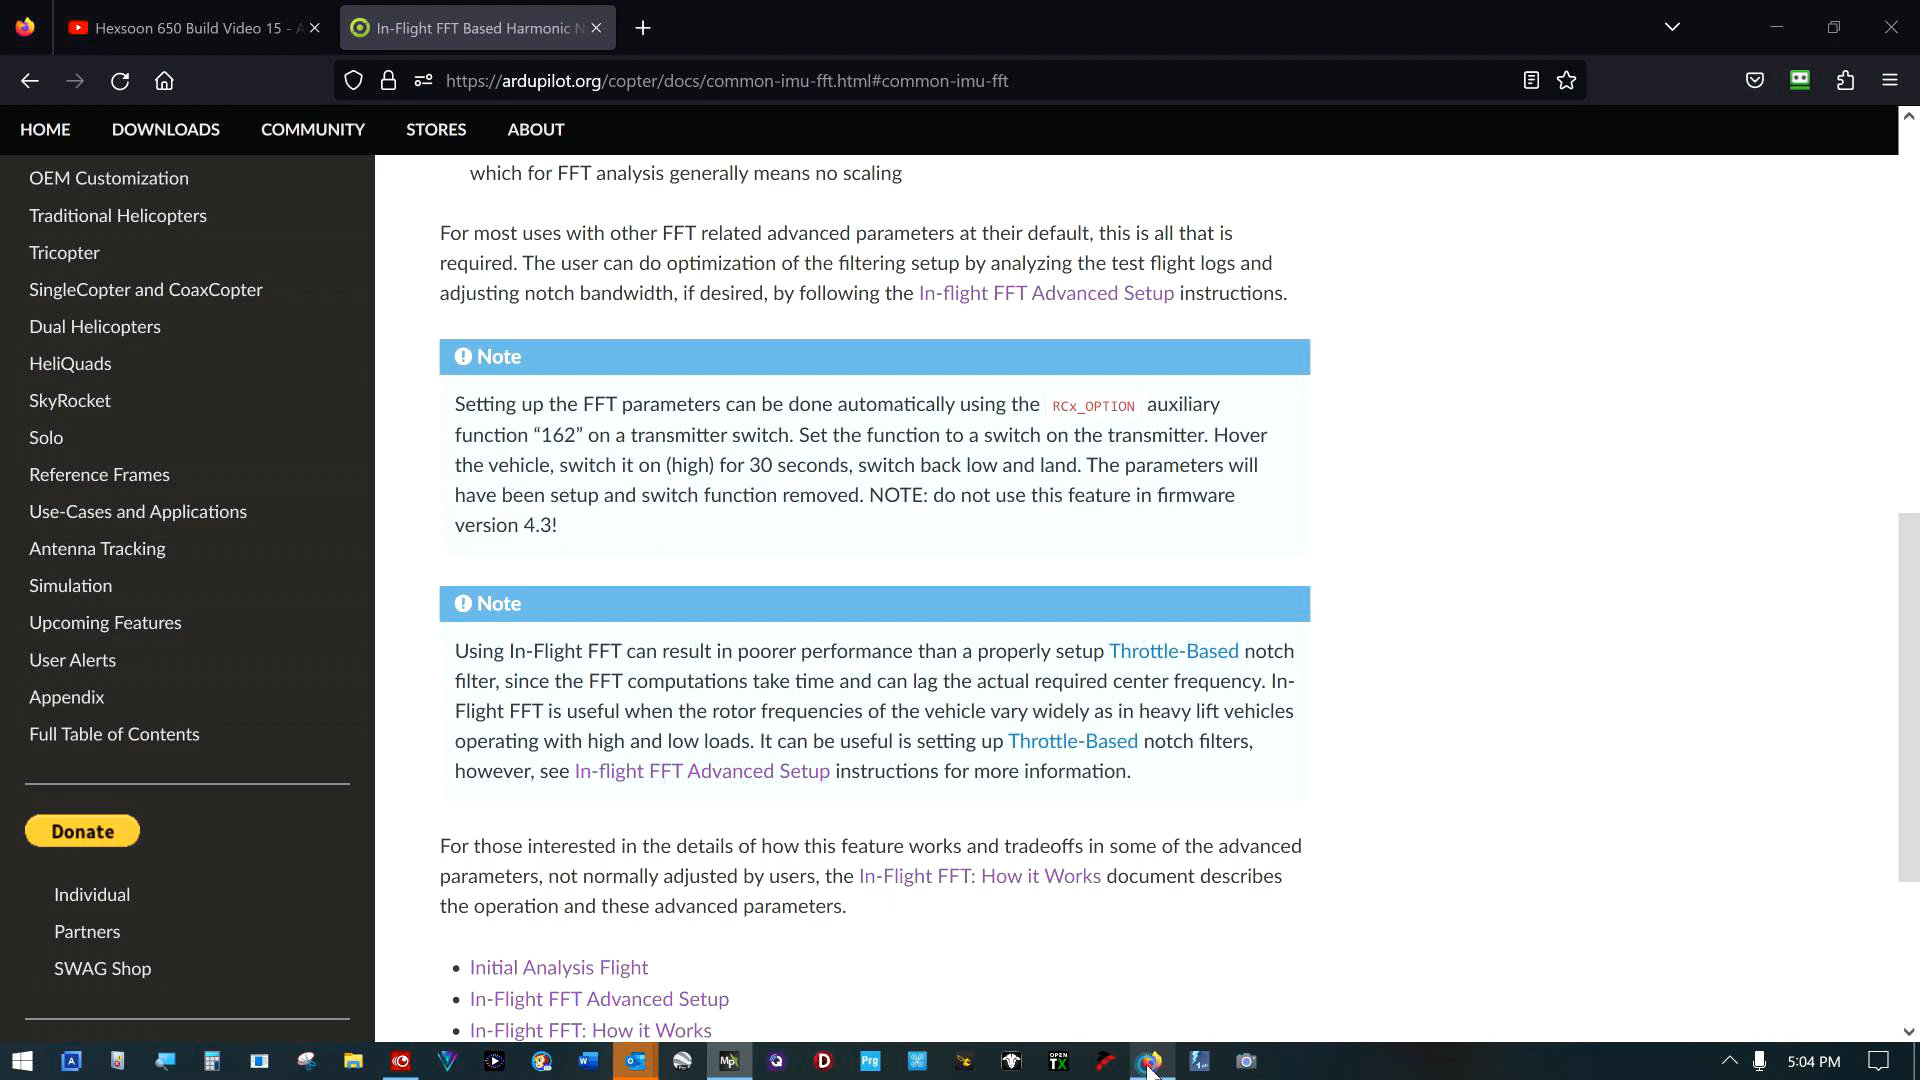 Hexsoon 650 Build Video 15 - A
In-Flight FFT Based Harmonic N
https://ardupilot.org/copter/docs/common-imu-fft.html#common-imu-fft
HOME DOWNLOADS COMMUNITY STORES ABOUT
OEM Customization
Traditional Helicopters
Tricopter
SingleCopter and CoaxCopter
Dual Helicopters
HeliQuads
SkyRocket
Solo
Reference Frames
Use-Cases and Applications
Antenna Tracking
Simulation
Upcoming Features
User Alerts
Appendix
Full Table of Contents
Donate
Individual
Partners
SWAG Shop
which for FFT analysis generally means no scaling
For most uses with other FFT related advanced parameters at their default, this is all that is
required. The user can do optimization of the filtering setup by analyzing the test flight logs and
adjusting notch bandwidth, if desired, by following the In-flight FFT Advanced Setup instructions.
Note
Setting up the FFT parameters can be done automatically using the RCx_OPTION auxiliary
function “162” on a transmitter switch. Set the function to a switch on the transmitter. Hover
the vehicle, switch it on (high) for 30 seconds, switch back low and land. The parameters will
have been setup and switch function removed. NOTE: do not use this feature in firmware
version 4.3!
Note
Using In-Flight FFT can result in poorer performance than a properly setup Throttle-Based notch
filter, since the FFT computations take time and can lag the actual required center frequency. In-
Flight FFT is useful when the rotor frequencies of the vehicle vary widely as in heavy lift vehicles
operating with high and low loads. It can be useful is setting up Throttle-Based notch filters,
however, see In-flight FFT Advanced Setup instructions for more information.
For those interested in the details of how this feature works and tradeoffs in some of the advanced
parameters, not normally adjusted by users, the In-Flight FFT: How it Works document describes
the operation and these advanced parameters.
Initial Analysis Flight
In-Flight FFT Advanced Setup
In-Flight FFT: How it Works
Prg
OPEN
TX
5:04 PM